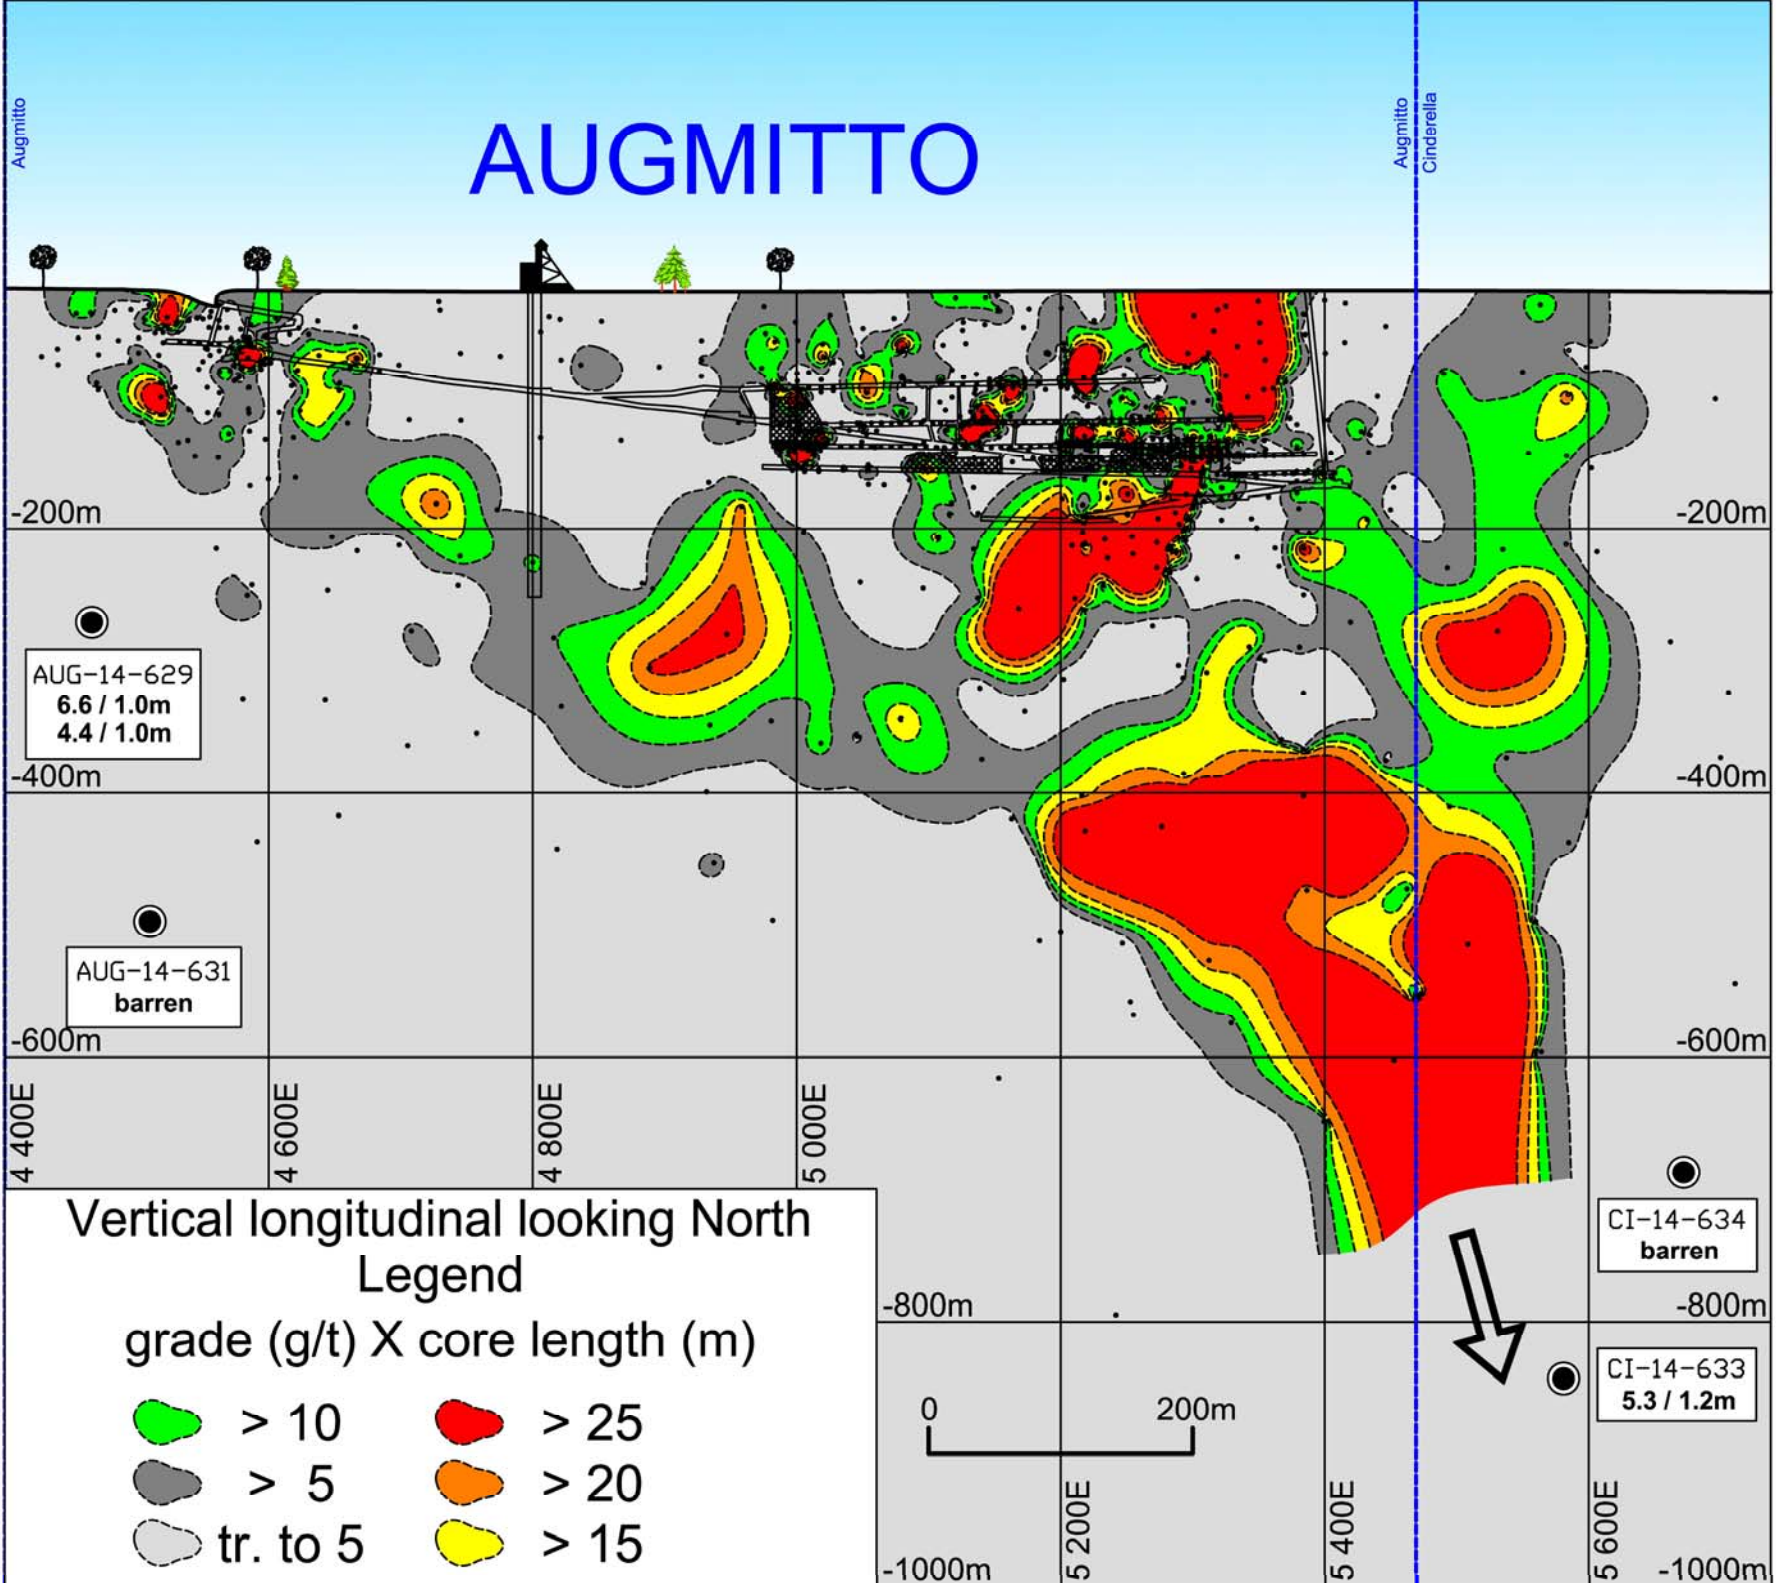 Augmitto
AUGMITTO
Augmitto
Cinderella
-200m
-200m
AUG-14-629
6.6 / 1.0m
4.4 / 1.0m
-400m
-400m
AUG-14-631
barren
-600m
-600m
4 400E
4 600E
4 800E
5 000E
CI-14-634
barren
-800m
-800m
CI-14-633
5.3 / 1.2m
Vertical longitudinal looking North
Legend
grade (g/t) X core length (m)
> 10
> 25
> 5
> 20
tr. to 5
> 15
0
200m
5 200E
5 400E
5 600E
-1000m
-1000m